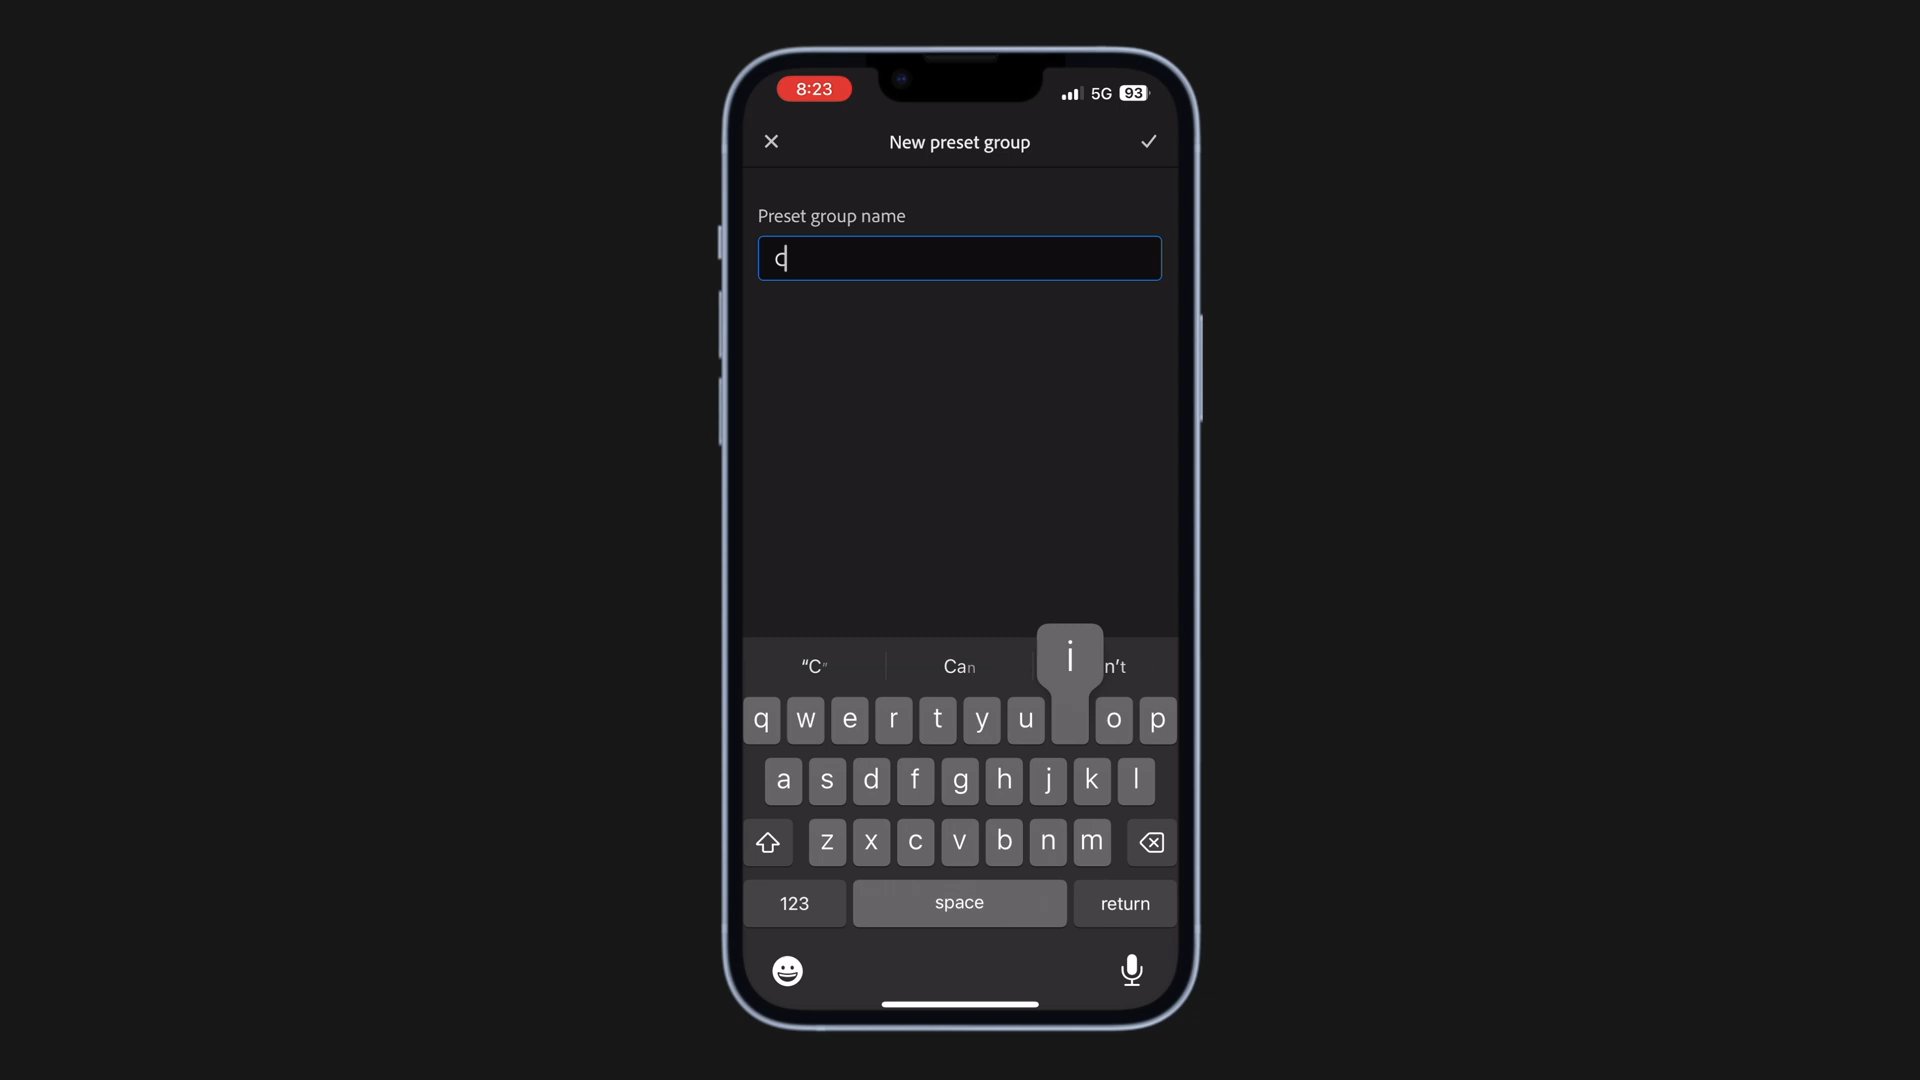 8:23
5G 93
New preset group
Preset group name
C
“C” Can n’t
i
q w e r t y u o p
a s d f g h j k l
z x c v b n m
123 space return